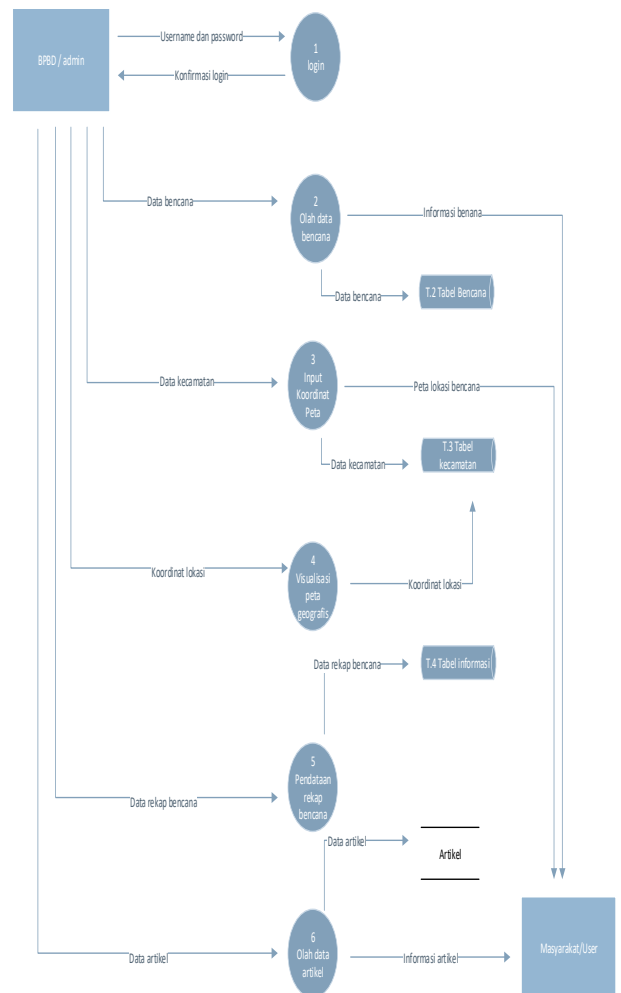 BPBD / admin
Username dan password
Konfirmasi login
1
login
Data bencana
2
Olah data
bencana
Informasi benana
Data bencana
T.2 Tabel Bencana
Data kecamatan
3
Input
Koordinat
Peta
Peta lokasi bencana
Data kecamatan
T.3 Tabel
kecamatan
Koordinat lokasi
4
Visualisasi
peta
geografis
Koordinat lokasi
Data rekap bencana
T.4 Tabel informasi
Data rekap bencana
5
Pendataan
rekap
bencana
Data artikel
Artikel
Data artikel
6
Olah data
artikel
Informasi artikel
Masyarakat/User